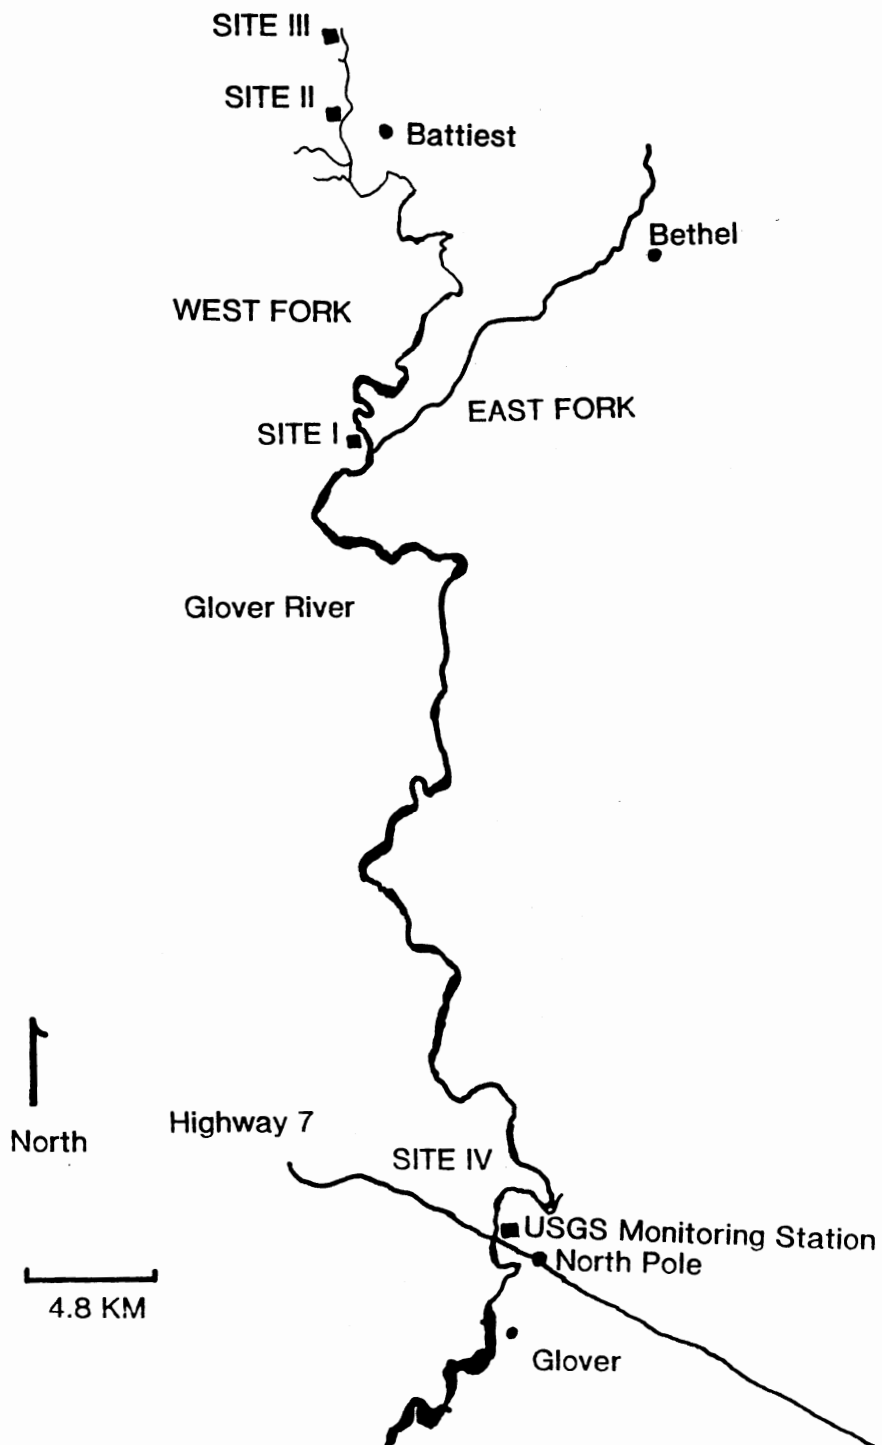 SITE III
SITE II
Battiest
Bethel
WEST FORK
EAST FORK
SITE I
Glover River
North
Highway 7
SITE IV
USGS Monitoring Station
North Pole
4.8 KM
Glover